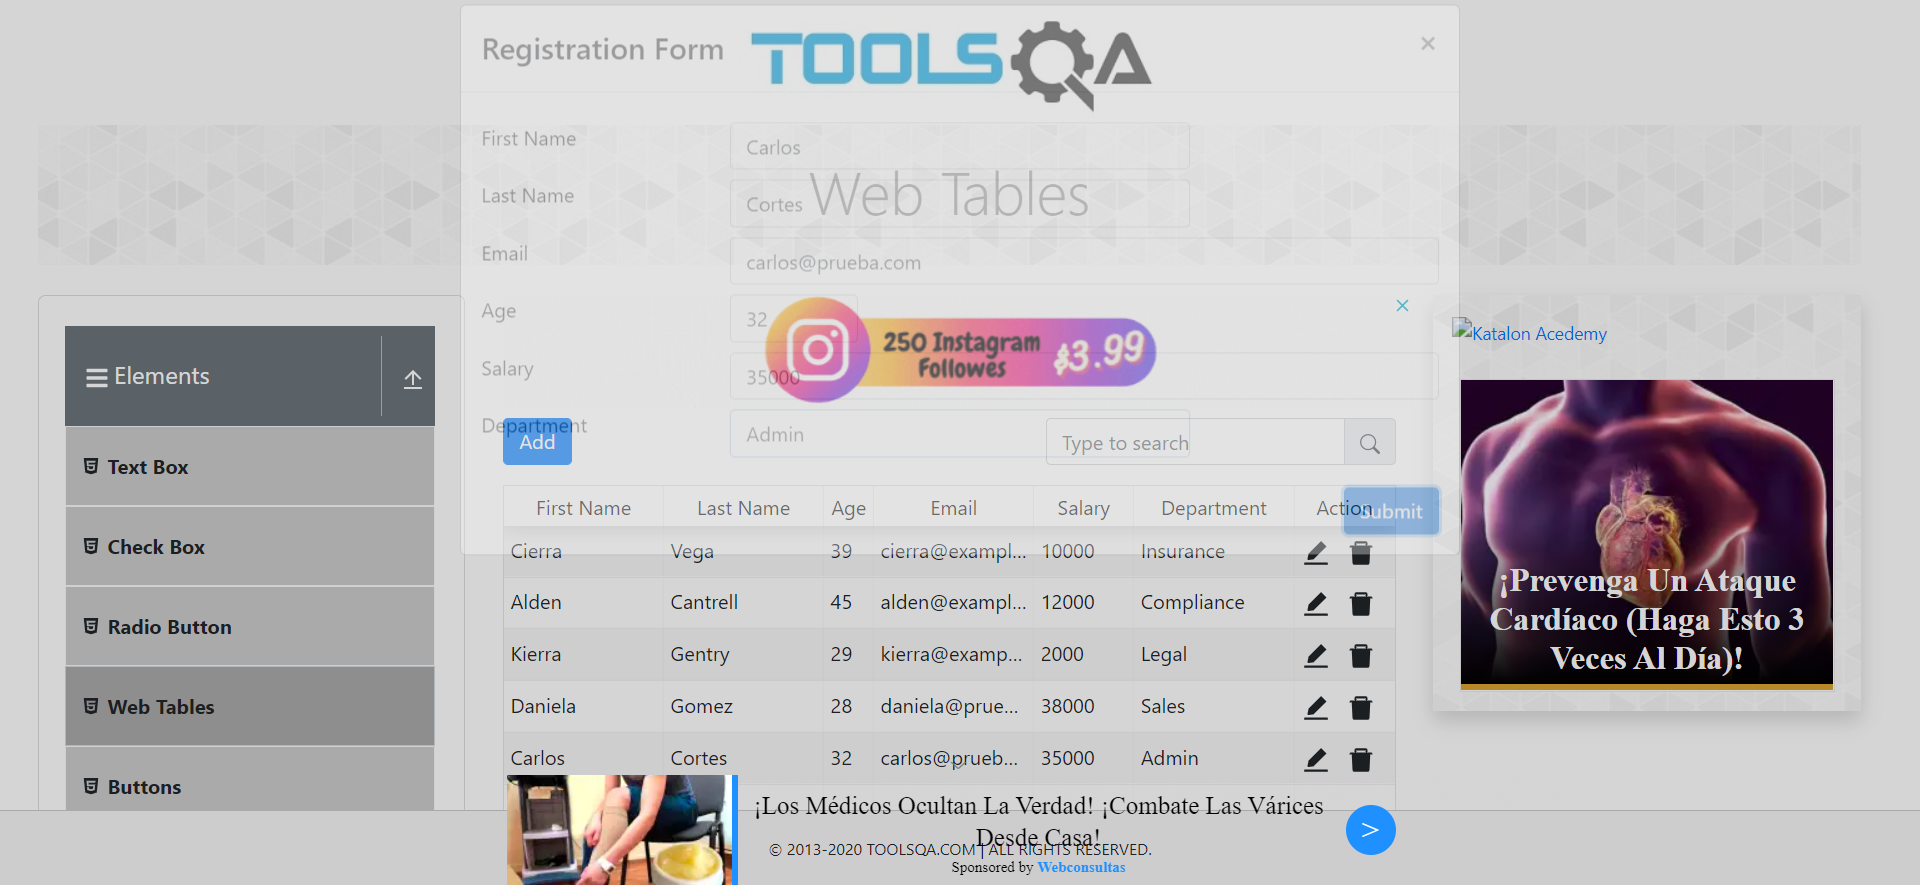 Registration Form
TOOLSQA
×
First Name
Carlos
Last Name
Cortes
Web Tables
Email
carlos@prueba.com
Age
32
250 Instagram
Followes
$3.99
Salary
35000
Department
Admin
Submit
Elements
Text Box
Check Box
Radio Button
Web Tables
Buttons
Add
Type to search
First Name Last Name Age Email Salary Department Action
Cierra Vega 39 cierra@exampl... 10000 Insurance
Alden Cantrell 45 alden@exampl... 12000 Compliance
Kierra Gentry 29 kierra@examp... 2000 Legal
Daniela Gomez 28 daniela@prue... 38000 Sales
Carlos Cortes 32 carlos@prueb... 35000 Admin
Katalon Acedemy
¡Prevenga Un Ataque
Cardíaco (Haga Esto 3
Veces Al Día)!
¡Los Médicos Ocultan La Verdad! ¡Combate Las Várices
Desde Casa!
>
© 2013-2020 TOOLSQA.COM | ALL RIGHTS RESERVED.
Sponsored by Webconsultas